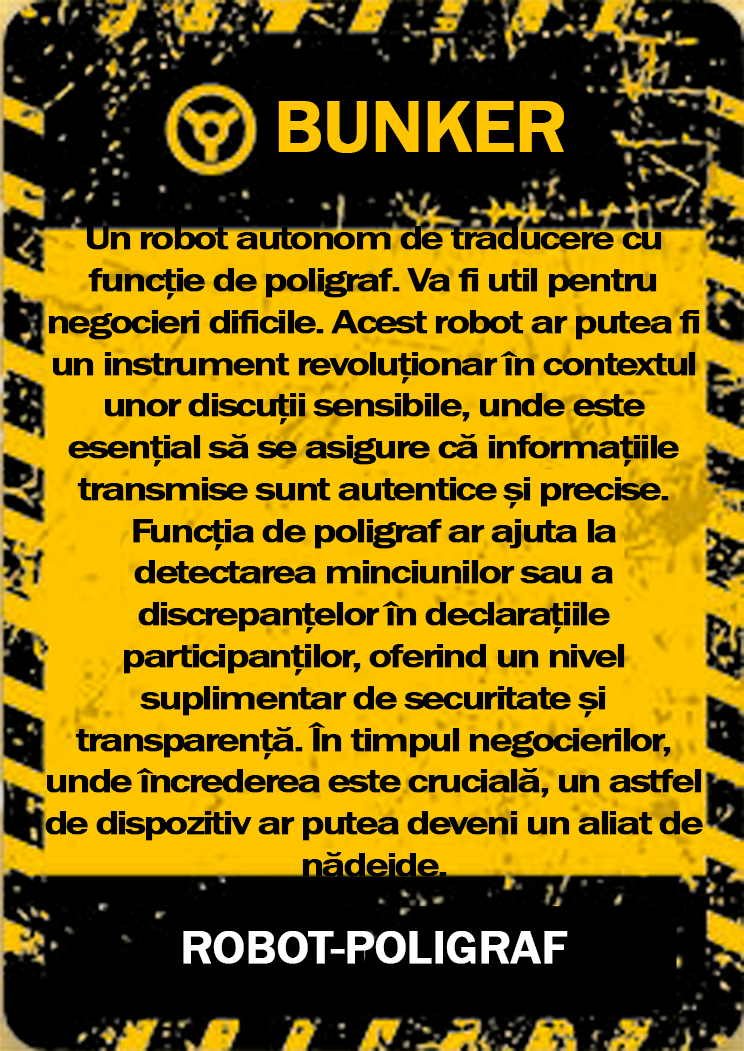 BUNKER
Un robot autonom de traducere cu
funcție de poligraf. Va fi util pentru
negocieri dificile. Acest robot ar putea fi
un instrument revoluționar în contextul
unor discuții sensibile, unde este
esențial să se asigure că informațiile
transmise sunt autentice și precise.
Funcția de poligraf ar ajuta la
detectarea minciunilor sau a
discrepanțelor în declarațiile
participanților, oferind un nivel
suplimentar de securitate și
transparență. În timpul negocierilor,
unde încrederea este crucială, un astfel
de dispozitiv ar putea deveni un aliat de
nădejde.
ROBOT-POLIGRAF